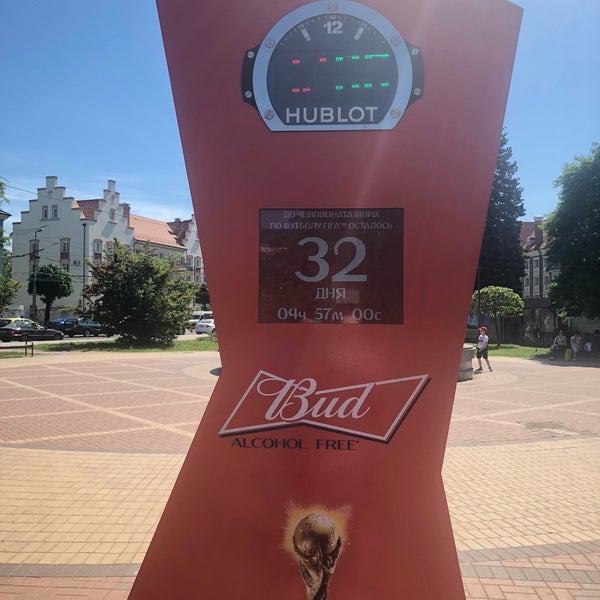 12
HUBLOT
ДО ЧЕМПИОНАТА МИРА
ПО ФУТБОЛУ FIFA™ ОСТАЛОСЬ
32
ДНЯ
04ч 57м 00с
Bud
ALCOHOL FREE*